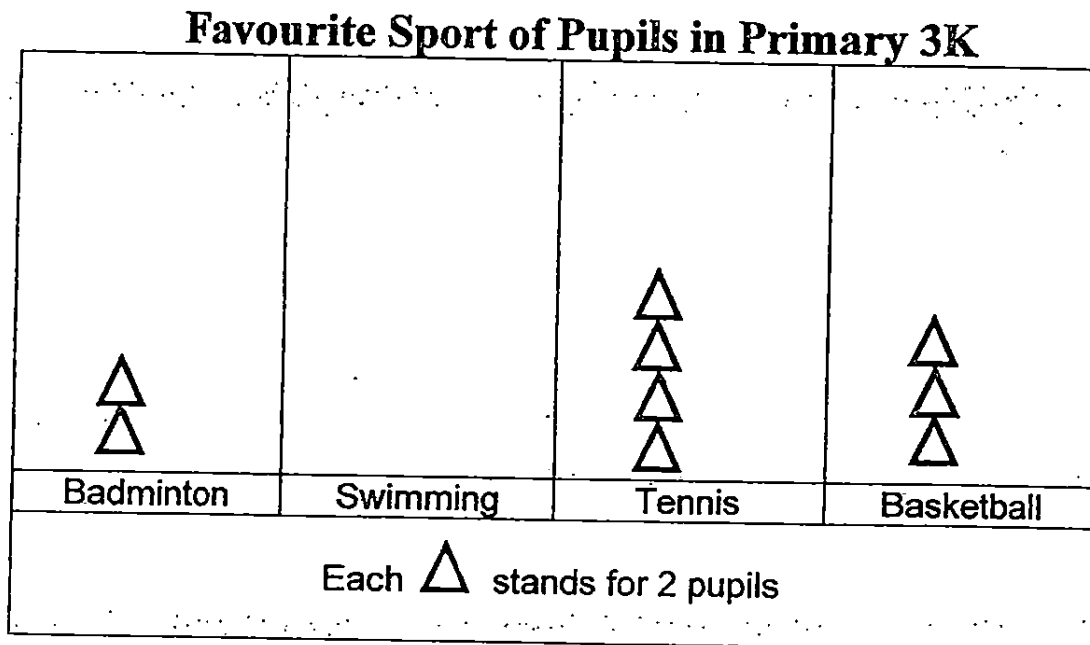 Favourite Sport of Pupils in Primary 3K
Badminton Swimming Tennis Basketball
Each △ stands for 2 pupils